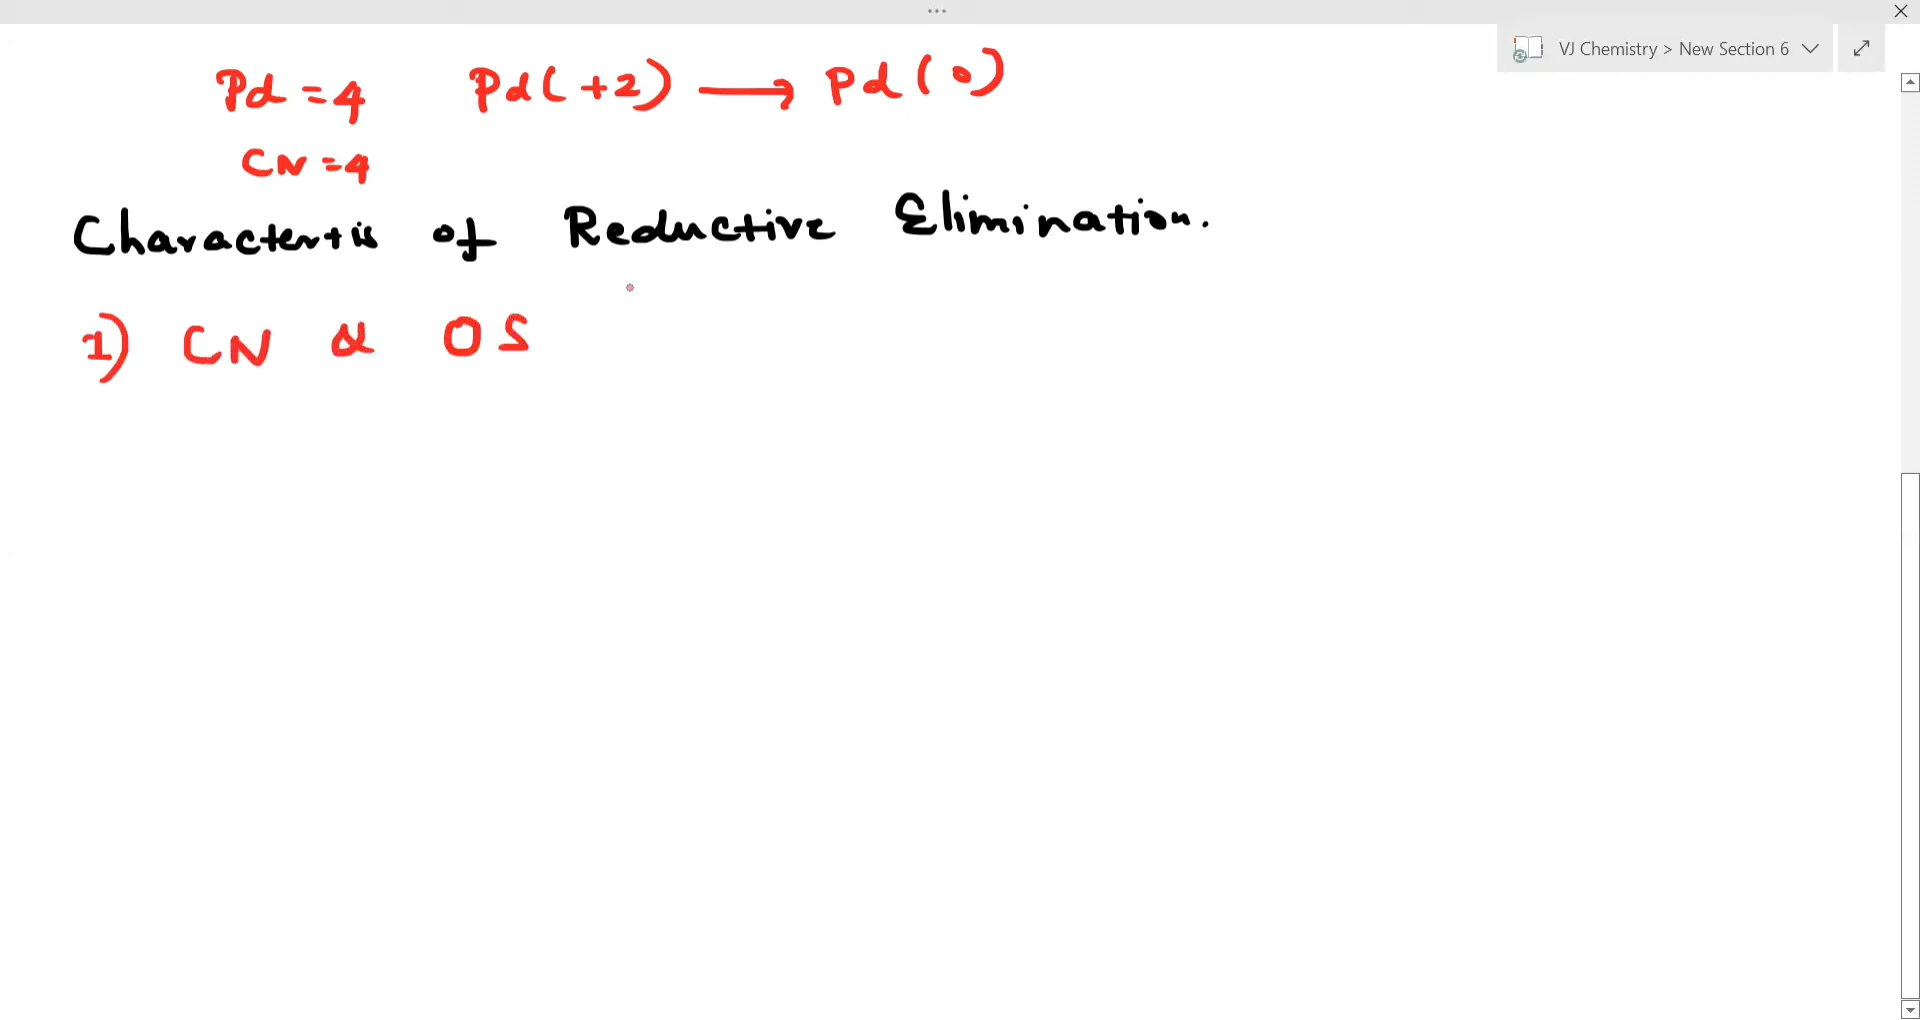 ...
VJ Chemistry > New Section 6
Pd = 4 Pd(+2) ⟶ Pd(0)
CN = 4
Charactertis of Reductive Elimination.
1) CN & OS